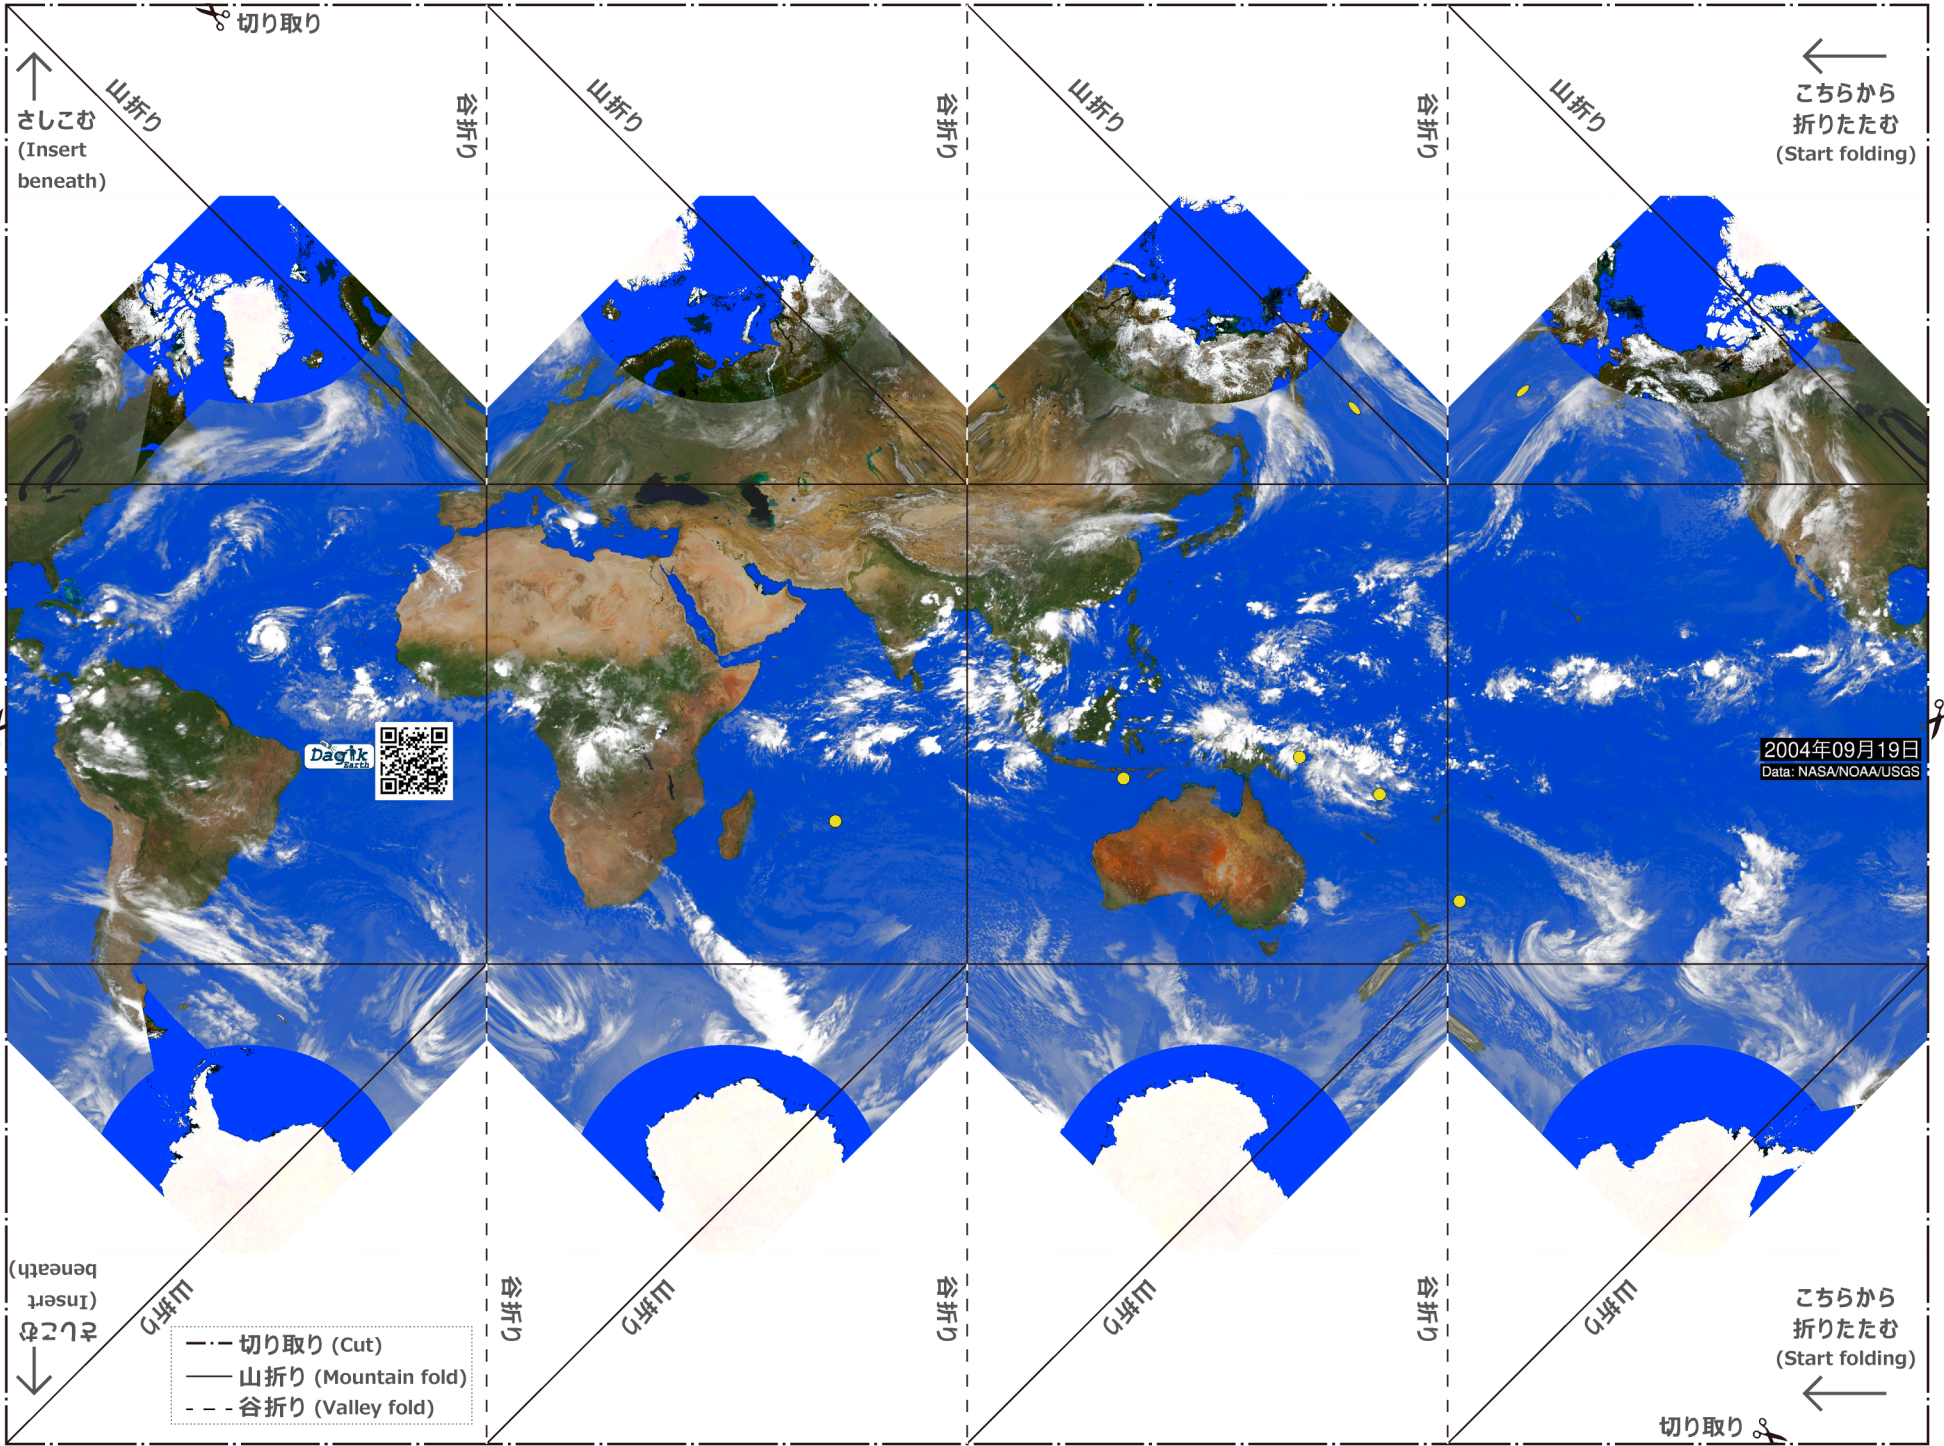 切り取り
山折り
谷折り
山折り
谷折り
山折り
谷折り
山折り
さしこむ
(Insert
beneath)
こちらから
折りたたむ
(Start folding)
Dagik
Earth
2004年09月19日
Data: NASA/NOAA/USGS
さしこむ
(Insert
beneath)
山折り
谷折り
山折り
谷折り
山折り
谷折り
山折り
こちらから
折りたたむ
(Start folding)
切り取り (Cut)
山折り (Mountain fold)
谷折り (Valley fold)
切り取り